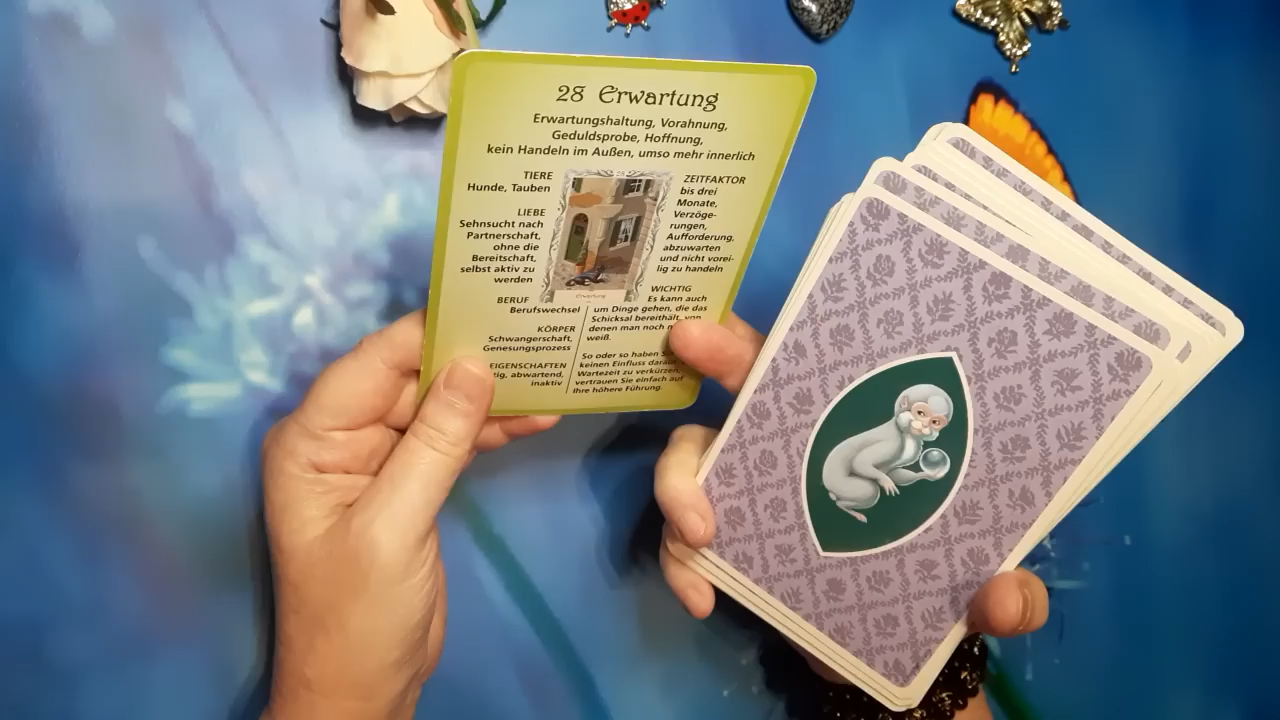 28 Erwartung
Erwartungshaltung, Vorahnung,
Geduldsprobe, Hoffnung,
kein Handeln im Außen, umso mehr innerlich
TIERE
Hunde, Tauben
LIEBE
Sehnsucht nach
Partnerschaft,
ohne die
Bereitschaft,
selbst aktiv zu
werden
BERUF
Berufswechsel
KÖRPER
Schwangerschaft,
Genesungsprozess
EIGENSCHAFTEN
abwartend,
inaktiv
28
Erwartung
ZEITFAKTOR
bis drei
Monate,
Verzöge-
rungen,
Aufforderung,
abzuwarten
und nicht vorei-
lig zu handeln
WICHTIG
Es kann auch
um Dinge gehen, die das
Schicksal bereithält, von
denen man noch
weiß.
So oder so haben
keinen Einfluss
Wartezeit zu verkürzen,
vertrauen Sie einfach auf
Ihre höhere Führung.